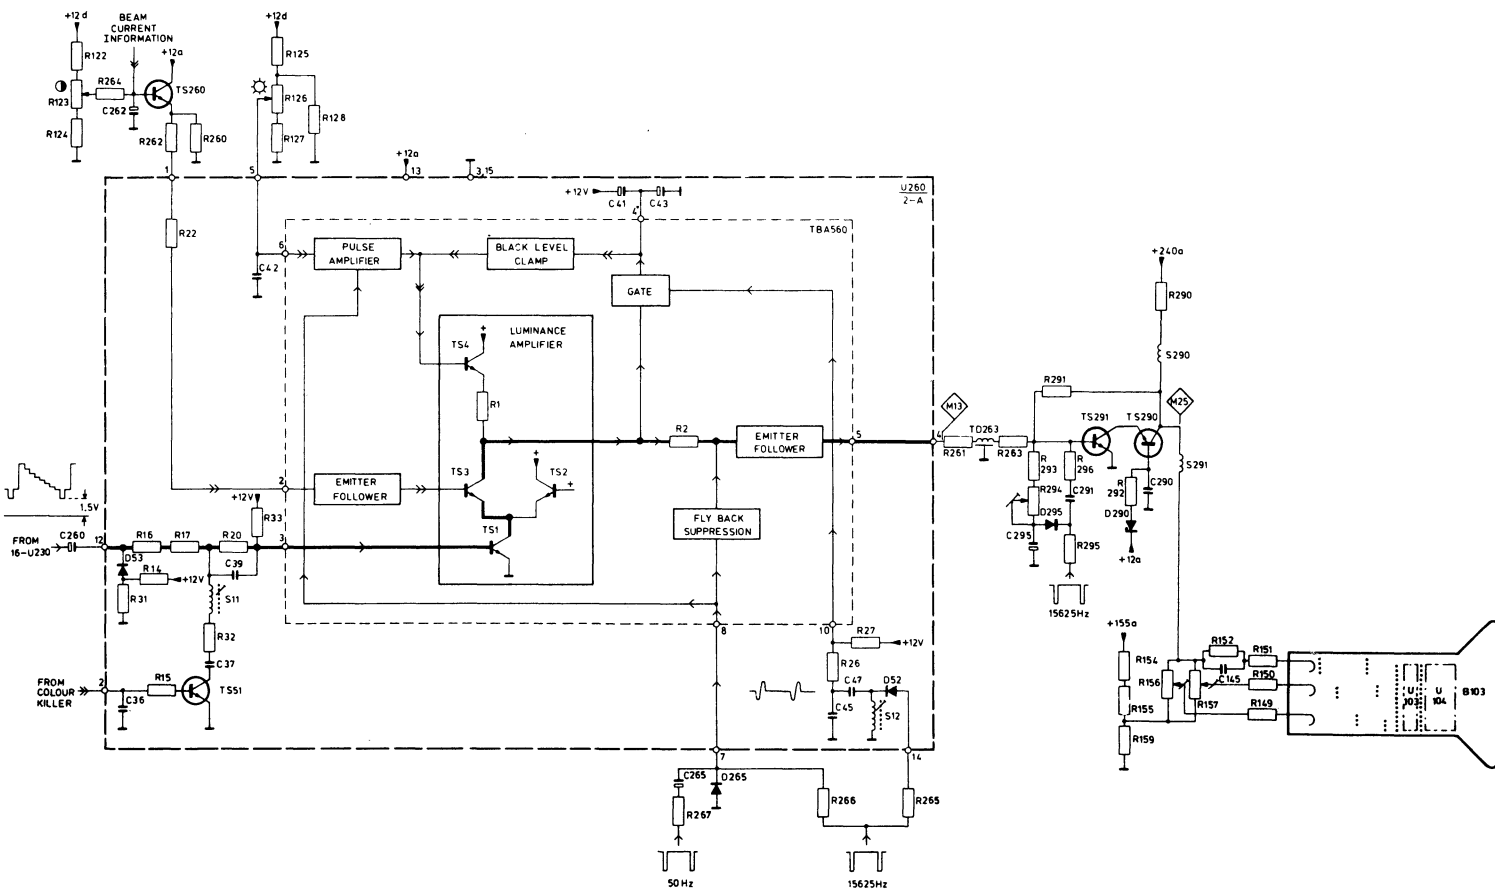 +12d
BEAM
CURRENT
INFORMATION
+12d
+12a
R122
R264
TS260
R125
R123
C262
R126
R124
R262
R260
R127
R128
+12a
1
5
13
3,15
U260
2-A
+12V
C41
C43
4
R22
TBA560
6
PULSE
AMPLIFIER
BLACK LEVEL
CLAMP
C42
GATE
+240a
R290
LUMINANCE
AMPLIFIER
TS4
+
S290
R1
R291
M13
M25
TS291
TS290
R2
EMITTER
FOLLOWER
5
4
TD263
R261
R263
R
293
R
296
S291
+
TS3
TS2
+
2
EMITTER
FOLLOWER
R294
C291
R
292
C290
+12V
1,5V
R33
D295
D290
FLY BACK
SUPPRESSION
TS1
FROM
16-U230
C260
12
R16
R17
R20
3
C295
R295
+12a
D53
C39
R14
+12V
R31
S11
15625Hz
8
10
R27
+12V
+155a
R32
R26
R152
R154
R151
C37
FROM
COLOUR
KILLER
2
R15
TS51
C47
D52
R156
C145
R150
U
103
U
104
B103
C36
C45
S12
R155
R157
R149
R159
7
14
C265
D265
R267
R266
R265
50Hz
15625Hz